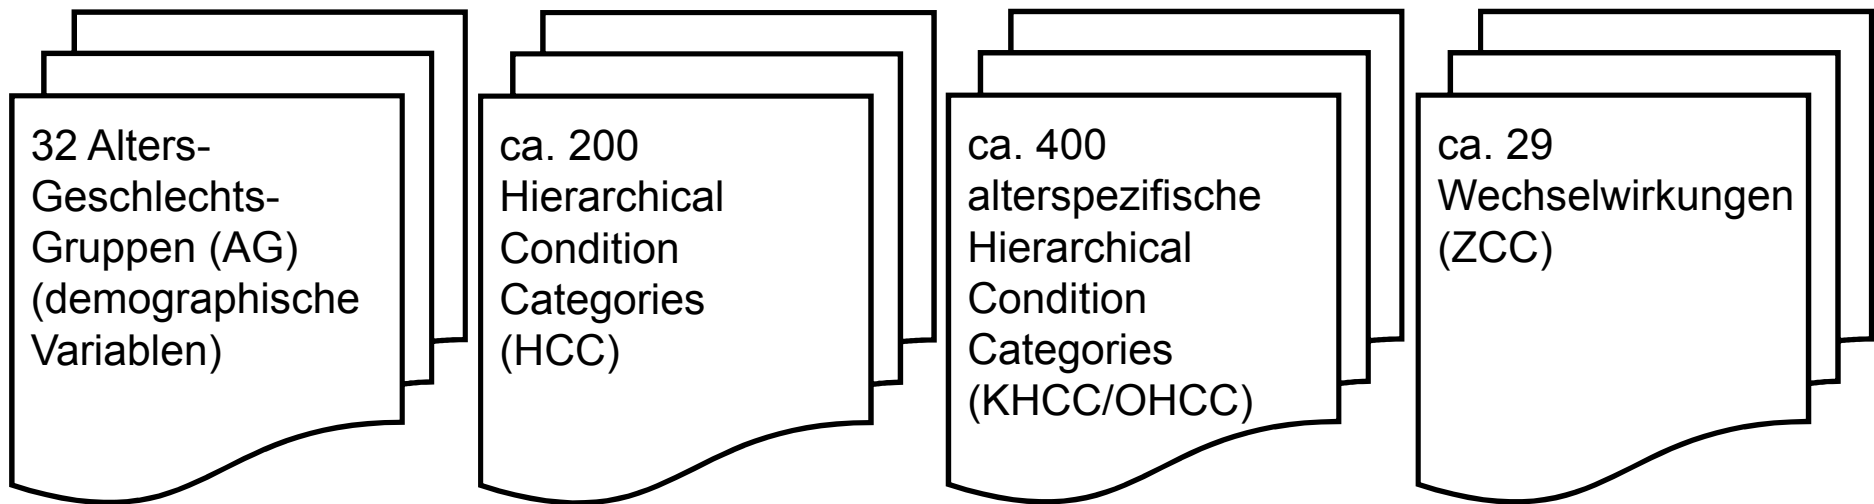 32 Alters-
Geschlechts-
Gruppen (AG)
(demographische
Variablen)
ca. 200
Hierarchical
Condition
Categories
(HCC)
ca. 400
alterspezifische
Hierarchical
Condition
Categories
(KHCC/OHCC)
ca. 29
Wechselwirkungen
(ZCC)